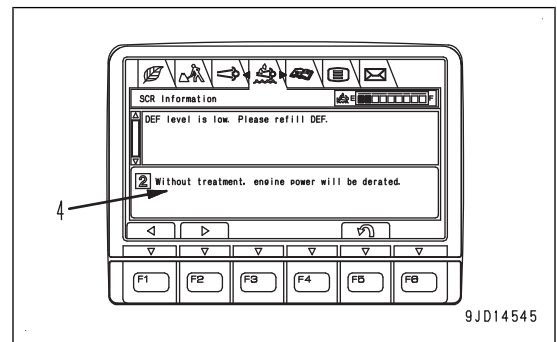 SCR Information
E F
DEF level is low. Please refill DEF.
2 Without treatment, engine power will be derated.
4
F1 F2 F3 F4 F5 F6
9JD14545